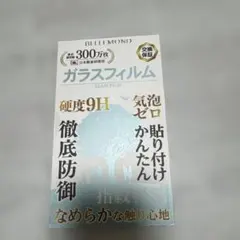 BELLEMOND
300万枚
交換
保証
ガラスフィルム
硬度9H
気泡
ゼロ
貼り付け
かんたん
徹底防御
指紋
なめらかな触り心地